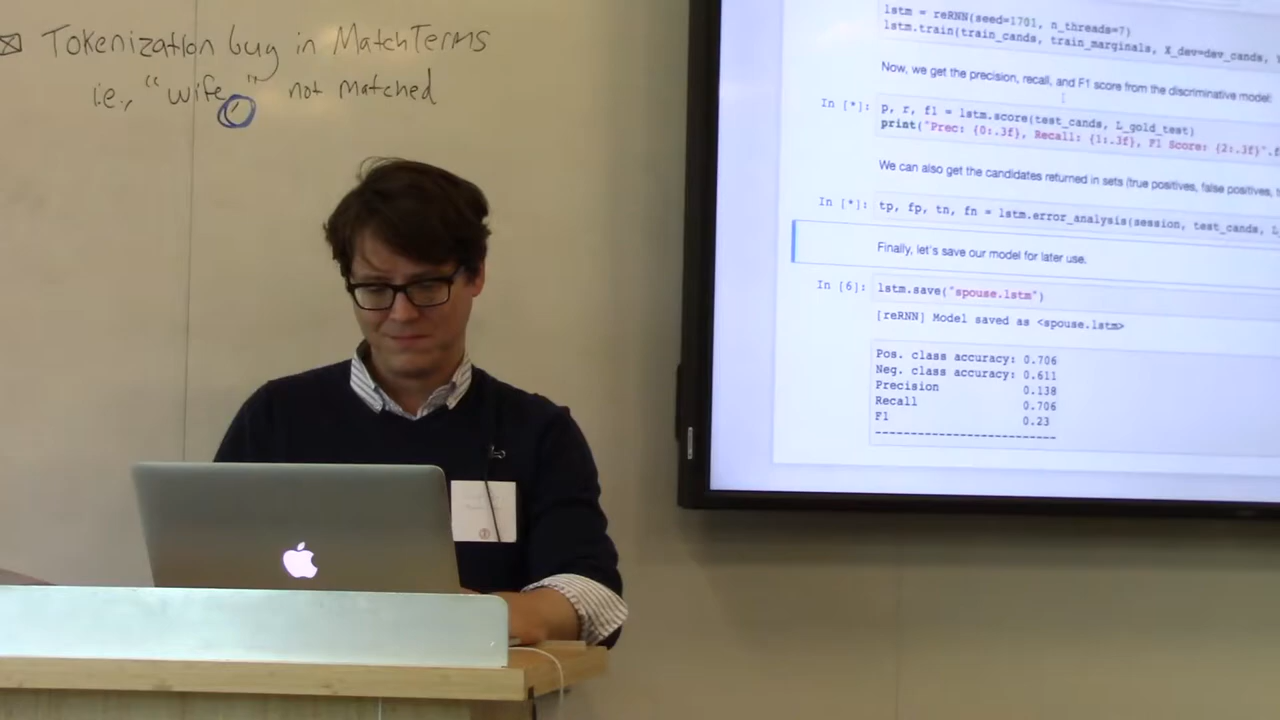 ☒ Tokenization bug in MatchTerms
i.e., "wife," not matched
lstm = reRNN(seed=1701, n_threads=7)
lstm.train(train_cands, train_marginals, X_dev=dev_cands,
Now, we get the precision, recall, and F1 score from the discriminative model:
In [*]: p, r, f1 = lstm.score(test_cands, L_gold_test)
print("Prec: {0:.3f}, Recall: {1:.3f}, F1 Score: {2:.3f}".f
We can also get the candidates returned in sets (true positives, false positives,
In [*]: tp, fp, tn, fn = lstm.error_analysis(session, test_cands, L
Finally, let's save our model for later use.
In [6]: lstm.save("spouse.lstm")
[reRNN] Model saved as <spouse.lstm>
Pos. class accuracy: 0.706
Neg. class accuracy: 0.611
Precision 0.138
Recall 0.706
F1 0.23
----------------------------------------